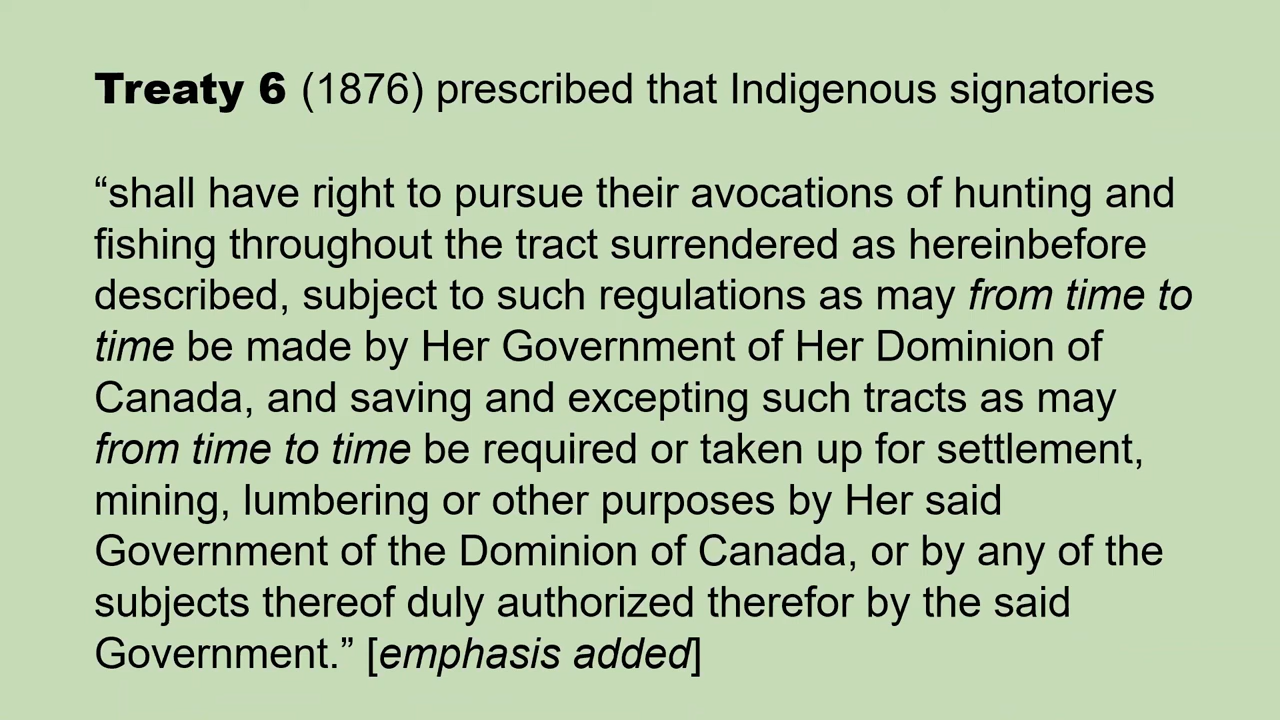 Treaty 6 (1876) prescribed that Indigenous signatories
“shall have right to pursue their avocations of hunting and
fishing throughout the tract surrendered as hereinbefore
described, subject to such regulations as may from time to
time be made by Her Government of Her Dominion of
Canada, and saving and excepting such tracts as may
from time to time be required or taken up for settlement,
mining, lumbering or other purposes by Her said
Government of the Dominion of Canada, or by any of the
subjects thereof duly authorized therefor by the said
Government.” [emphasis added]